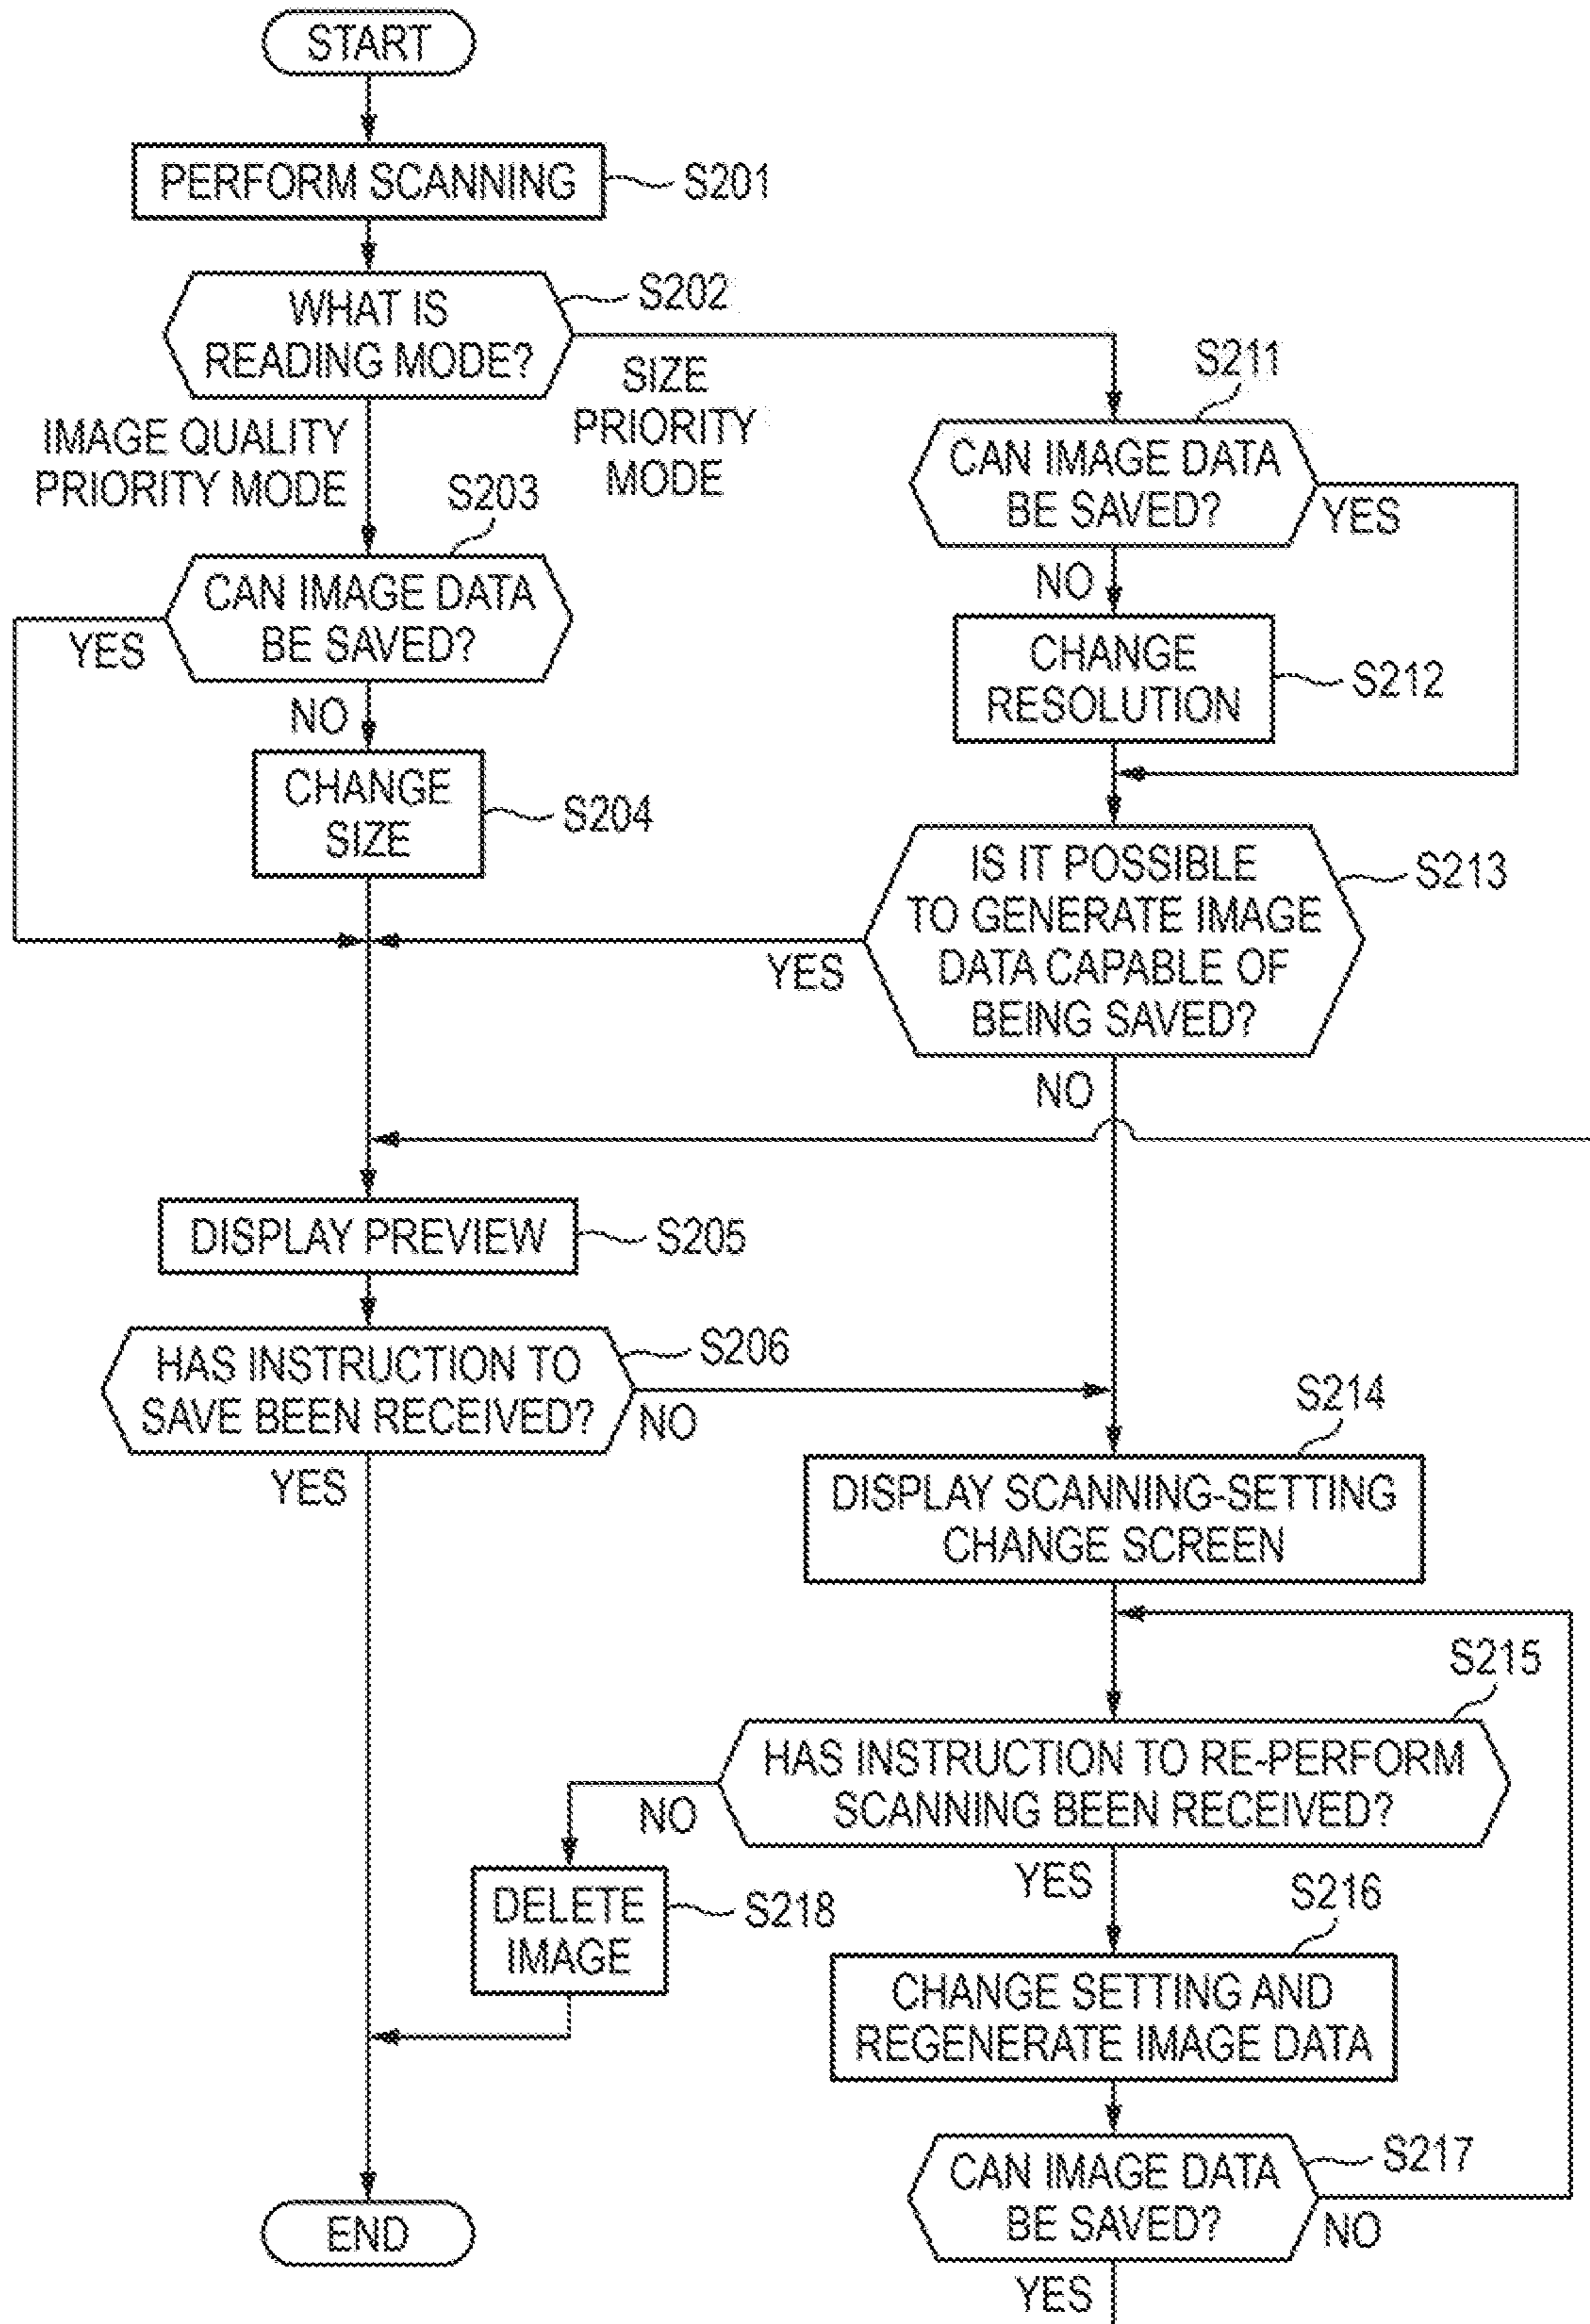 START
PERFORM SCANNING
S201
WHAT IS
READING MODE?
S202
SIZE
PRIORITY
MODE
IMAGE QUALITY
PRIORITY MODE
S203
CAN IMAGE DATA
BE SAVED?
YES
NO
CHANGE
SIZE
S204
S211
CAN IMAGE DATA
BE SAVED?
YES
NO
CHANGE
RESOLUTION
S212
IS IT POSSIBLE
TO GENERATE IMAGE
DATA CAPABLE OF
BEING SAVED?
S213
YES
NO
DISPLAY PREVIEW
S205
HAS INSTRUCTION TO
SAVE BEEN RECEIVED?
S206
NO
YES
S214
DISPLAY SCANNING-SETTING
CHANGE SCREEN
S215
HAS INSTRUCTION TO RE-PERFORM
SCANNING BEEN RECEIVED?
NO
YES
DELETE
IMAGE
S218
S216
CHANGE SETTING AND
REGENERATE IMAGE DATA
S217
CAN IMAGE DATA
BE SAVED?
NO
YES
END